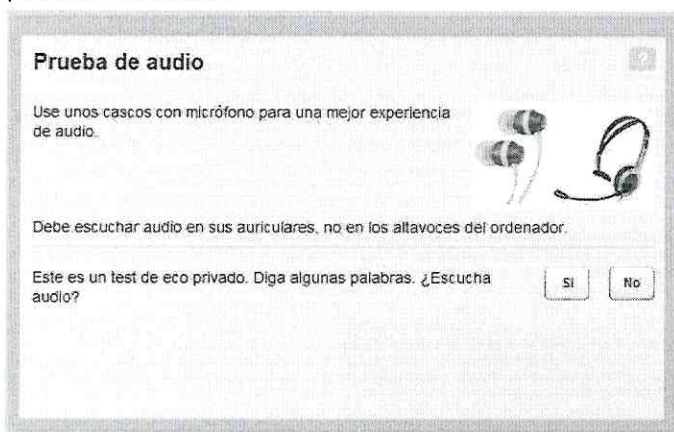 Prueba de audio
?
Use unos cascos con micrófono para una mejor experiencia
de audio.
Debe escuchar audio en sus auriculares, no en los altavoces del ordenador.
Este es un test de eco privado. Diga algunas palabras. ¿Escucha
audio?
Sí
No